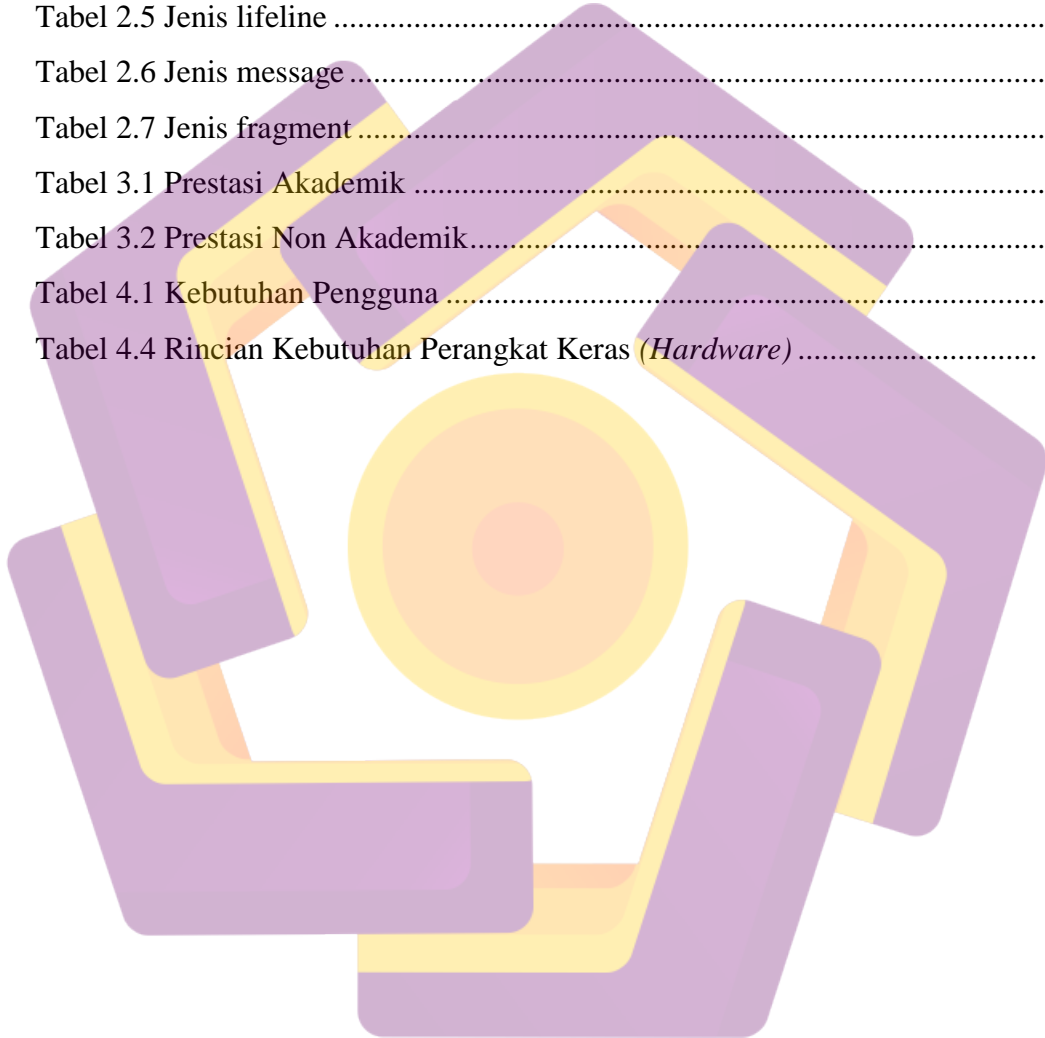 Tabel 2.5 Jenis lifeline ..........................................................................................
Tabel 2.6 Jenis message ........................................................................................
Tabel 2.7 Jenis fragment .......................................................................................
Tabel 3.1 Prestasi Akademik ................................................................................
Tabel 3.2 Prestasi Non Akademik.........................................................................
Tabel 4.1 Kebutuhan Pengguna ............................................................................
Tabel 4.4 Rincian Kebutuhan Perangkat Keras (Hardware) ..............................